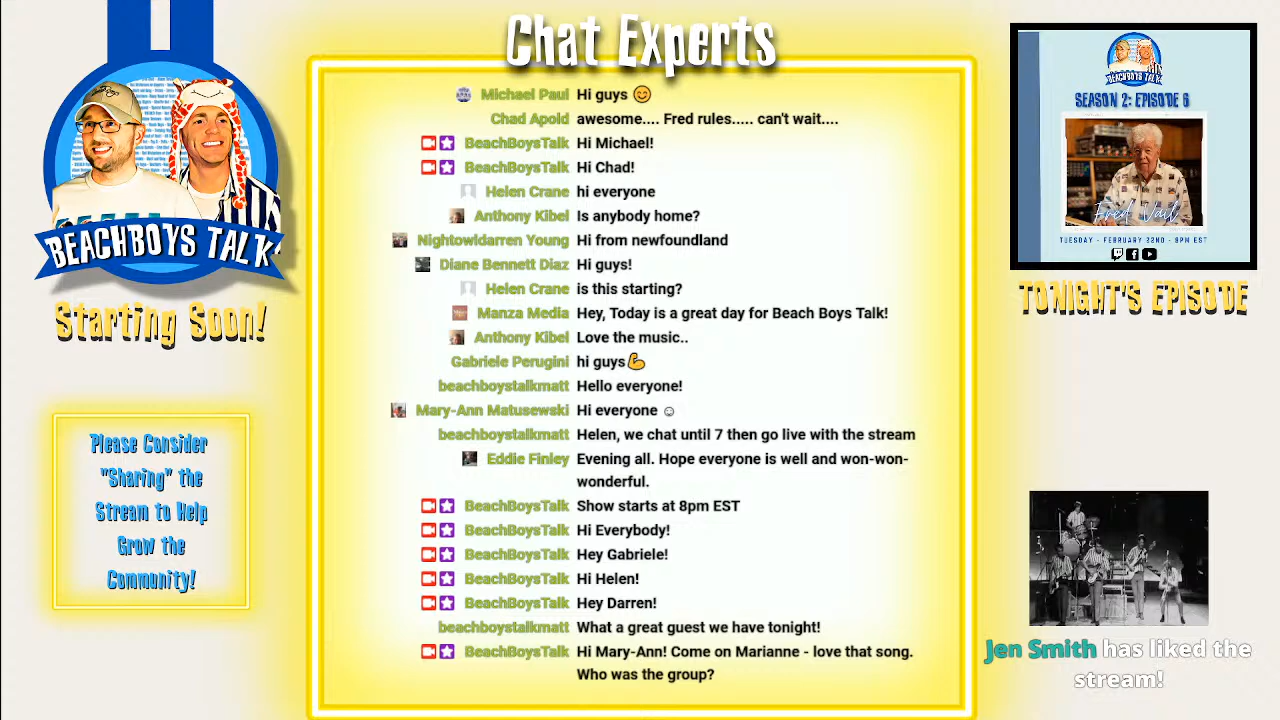 Chat Experts
BEACHBOYS TALK
Starting Soon!
Please Consider
"Sharing" the
Stream to Help
Grow the
Community!
Michael Paul Hi guys 😊
Chad Apold awesome.... Fred rules..... can't wait....
BeachBoysTalk Hi Michael!
BeachBoysTalk Hi Chad!
Helen Crane hi everyone
Anthony Kibel Is anybody home?
Nightowldarren Young Hi from newfoundland
Diane Bennett Diaz Hi guys!
Helen Crane is this starting?
Manza Media Hey, Today is a great day for Beach Boys Talk!
Anthony Kibel Love the music..
Gabriele Perugini hi guys💪
beachboystalkmatt Hello everyone!
Mary-Ann Matusewski Hi everyone ☺
beachboystalkmatt Helen, we chat until 7 then go live with the stream
Eddie Finley Evening all. Hope everyone is well and won-won-
wonderful.
BeachBoysTalk Show starts at 8pm EST
BeachBoysTalk Hi Everybody!
BeachBoysTalk Hey Gabriele!
BeachBoysTalk Hi Helen!
BeachBoysTalk Hey Darren!
beachboystalkmatt What a great guest we have tonight!
BeachBoysTalk Hi Mary-Ann! Come on Marianne - love that song.
Who was the group?
BEACHBOYS TALK
SEASON 2: EPISODE 6
Fred Vail
TUESDAY - FEBRUARY 22ND - 8PM EST
TONIGHT'S EPISODE
Jen Smith has liked the
stream!